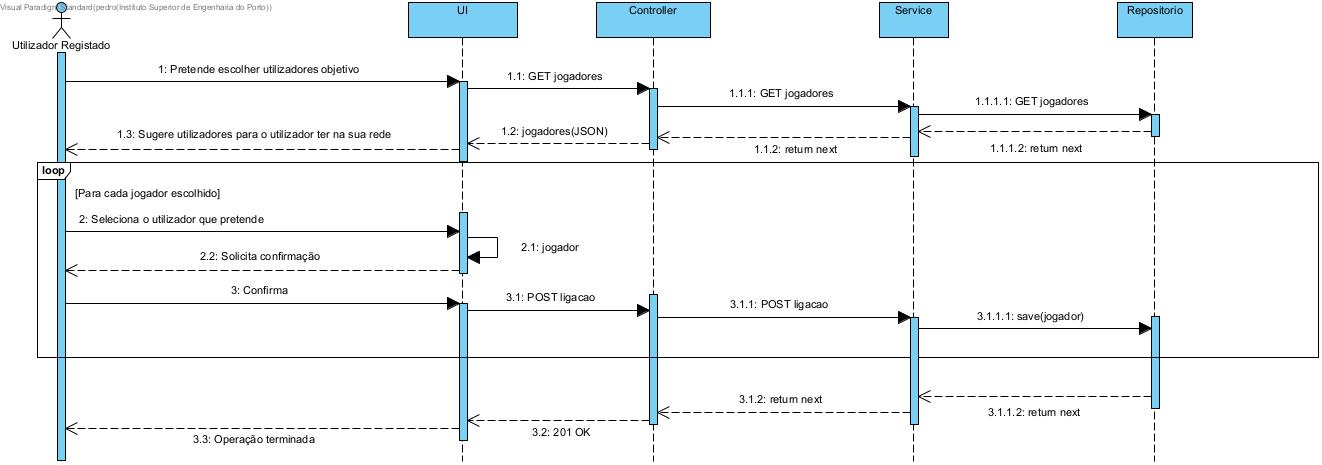 Visual Paradigm Standard(pedro(Instituto Superior de Engenharia do Porto))
UI
Controller
Service
Repositorio
Utilizador Registado
1: Pretende escolher utilizadores objetivo
1.1: GET jogadores
1.1.1: GET jogadores
1.1.1.1: GET jogadores
1.3: Sugere utilizadores para o utilizador ter na sua rede
1.2: jogadores(JSON)
1.1.2: return next
1.1.1.2: return next
loop
[Para cada jogador escolhido]
2: Seleciona o utilizador que pretende
2.1: jogador
2.2: Solicita confirmação
3: Confirma
3.1: POST ligacao
3.1.1: POST ligacao
3.1.1.1: save(jogador)
3.1.2: return next
3.1.1.2: return next
3.2: 201 OK
3.3: Operação terminada